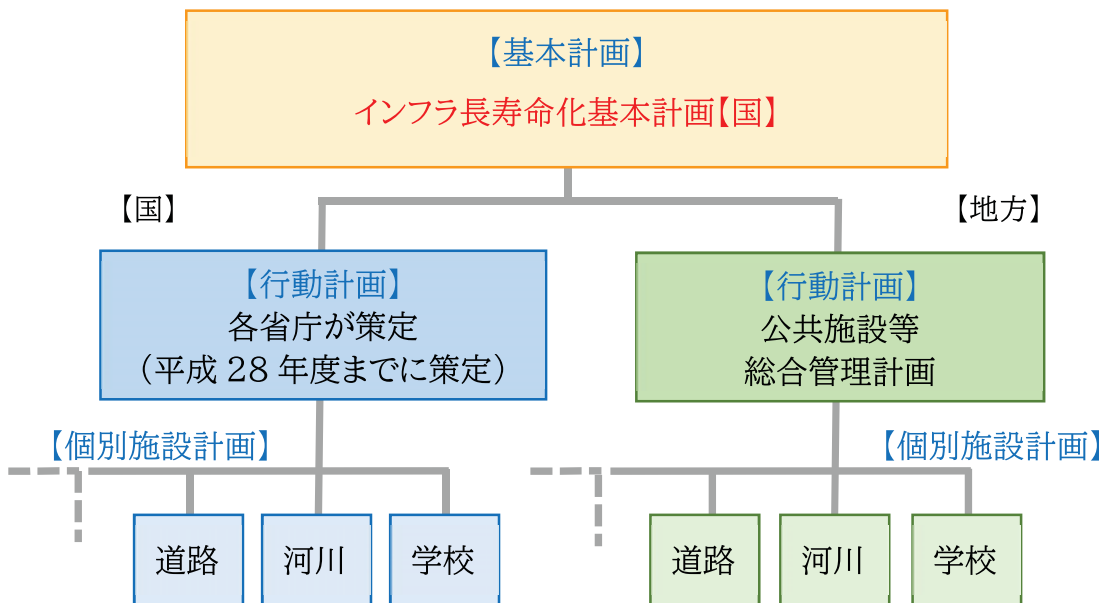 【基本計画】
インフラ長寿命化基本計画【国】
【国】
【地方】
【行動計画】
各省庁が策定
（平成 28 年度までに策定）
【行動計画】
公共施設等
総合管理計画
【個別施設計画】
【個別施設計画】
道路
河川
学校
道路
河川
学校